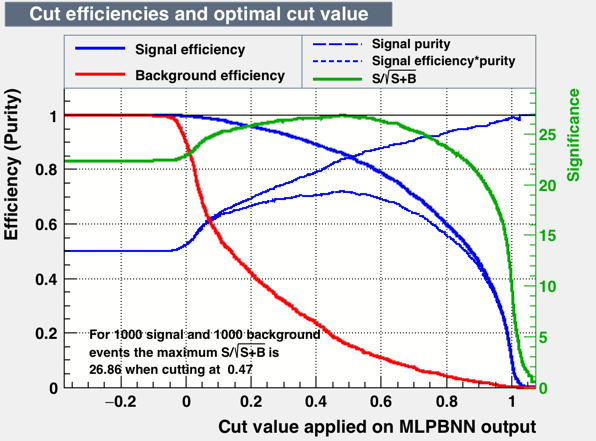 Cut efficiencies and optimal cut value
Signal efficiency
Background efficiency
Signal purity
Signal efficiency*purity
S/√S+B
Efficiency (Purity)
1
0.8
0.6
0.4
0.2
0
Significance
25
20
15
10
5
0
For 1000 signal and 1000 background
events the maximum S/√S+B is
26.86 when cutting at 0.47
−0.2 0 0.2 0.4 0.6 0.8 1
Cut value applied on MLPBNN output